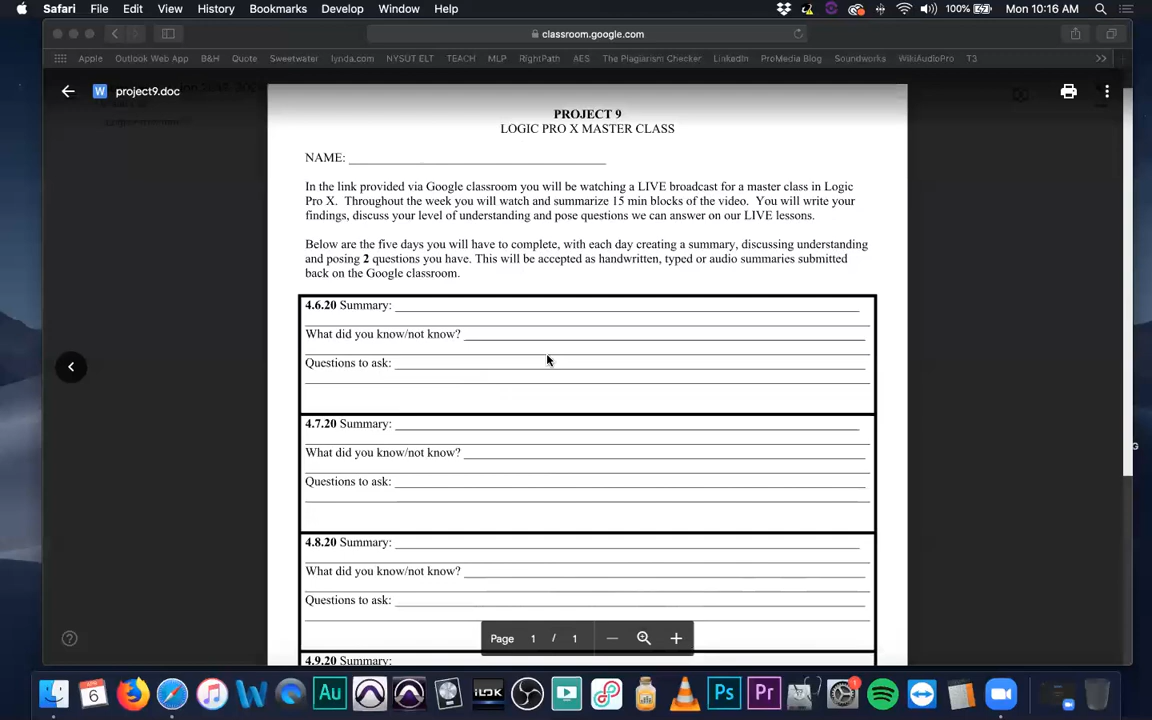 Safari File Edit View History Bookmarks Develop Window Help 100% Mon 10:16 AM
classroom.google.com
Apple Outlook Web App B&H Quote Sweetwater lynda.com NYSUT ELT TEACH MLP RightPath AES The Plagiarism Checker LinkedIn ProMedia Blog Soundworks WikiAudioPro T3
W project9.doc
PROJECT 9
LOGIC PRO X MASTER CLASS
NAME:
In the link provided via Google classroom you will be watching a LIVE broadcast for a master class in Logic
Pro X. Throughout the week you will watch and summarize 15 min blocks of the video. You will write your
findings, discuss your level of understanding and pose questions we can answer on our LIVE lessons.
Below are the five days you will have to complete, with each day creating a summary, discussing understanding
and posing 2 questions you have. This will be accepted as handwritten, typed or audio summaries submitted
back on the Google classroom.
4.6.20 Summary:
What did you know/not know?
Questions to ask:
4.7.20 Summary:
What did you know/not know?
Questions to ask:
4.8.20 Summary:
What did you know/not know?
Questions to ask:
Page 1 / 1
4.9.20 Summary:
APR
6
W
Au
iLOK
Ps
Pr
1